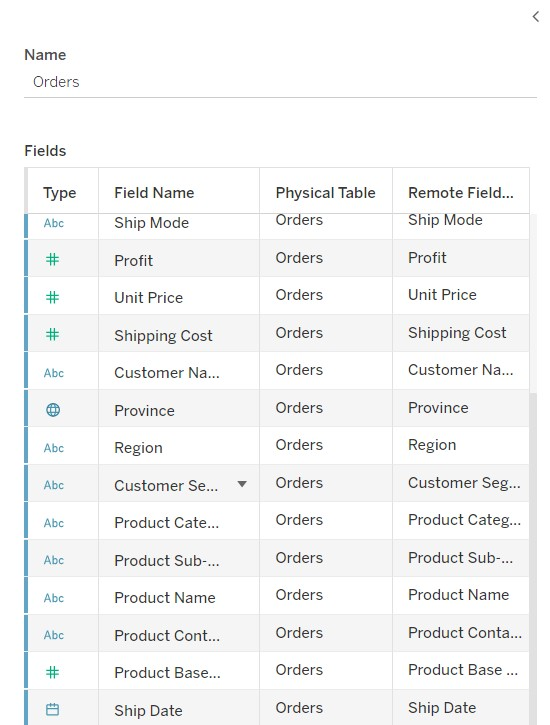 Name
Orders
Fields
Type Field Name Physical Table Remote Field...
Abc Ship Mode Orders Ship Mode
# Profit Orders Profit
# Unit Price Orders Unit Price
# Shipping Cost Orders Shipping Cost
Abc Customer Na... Orders Customer Na...
Province Orders Province
Abc Region Orders Region
Abc Customer Se... Orders Customer Seg...
Abc Product Cate... Orders Product Categ...
Abc Product Sub-... Orders Product Sub-...
Abc Product Name Orders Product Name
Abc Product Cont... Orders Product Conta...
# Product Base... Orders Product Base ...
Ship Date Orders Ship Date